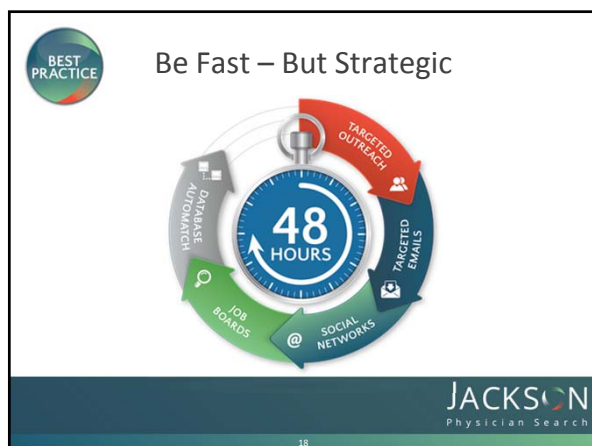 BEST
PRACTICE
Be Fast – But Strategic
TARGETED
OUTREACH
TARGETED
EMAILS
SOCIAL
NETWORKS
@
JOB
BOARDS
DATABASE
AUTOMATCH
48
HOURS
JACKSON
Physician Search
18